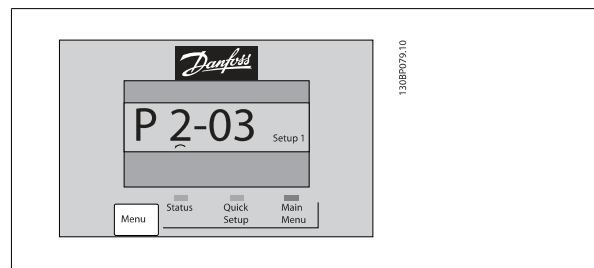 Danfoss
P 2-03 Setup 1
Status Quick Setup Main Menu
Menu
130BP079.10